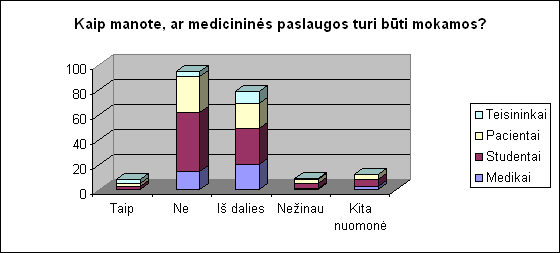 Kaip manote, ar medicininės paslaugos turi būti mokamos?
100
80
60
40
20
0
Taip
Ne
Iš dalies
Nežinau
Kita
nuomonė
Teisininkai
Pacientai
Studentai
Medikai